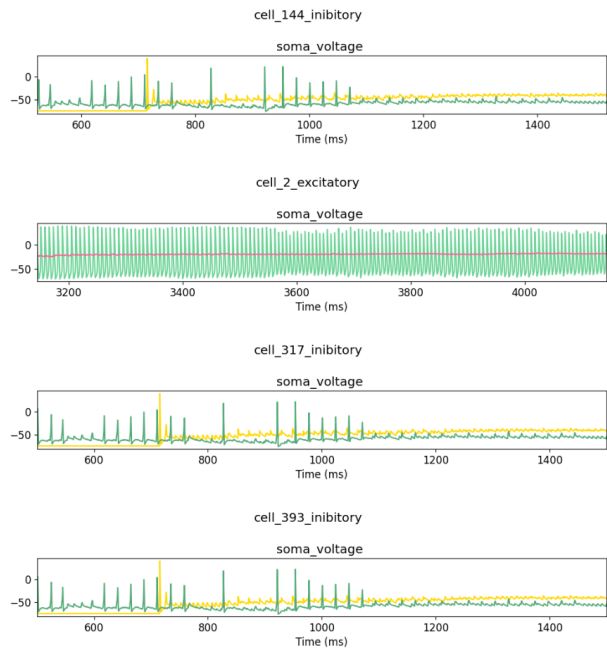 cell_144_inibitory
soma_voltage
0
−50
600 800 1000 1200 1400
Time (ms)
cell_2_excitatory
soma_voltage
0
−50
3200 3400 3600 3800 4000
Time (ms)
cell_317_inibitory
soma_voltage
0
−50
600 800 1000 1200 1400
Time (ms)
cell_393_inibitory
soma_voltage
0
−50
600 800 1000 1200 1400
Time (ms)